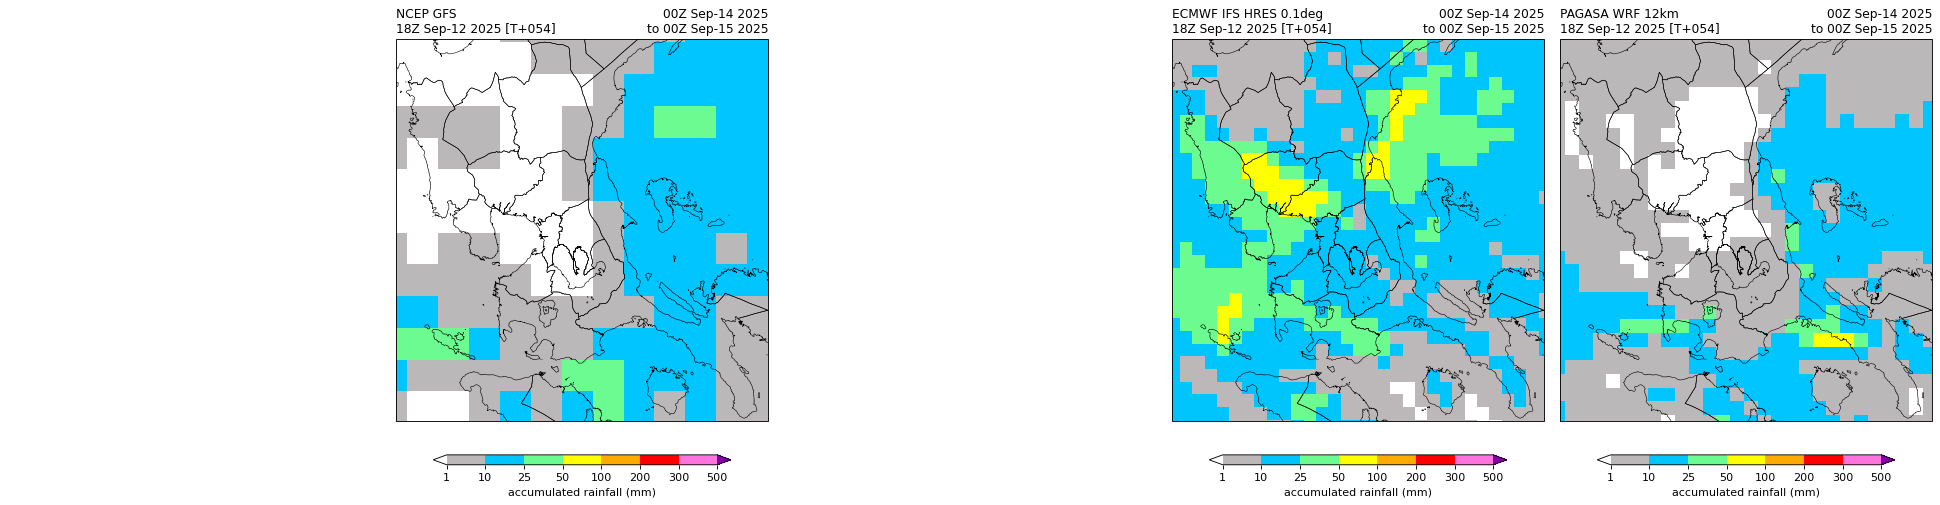 NCEP GFS 00Z Sep-14 2025
18Z Sep-12 2025 [T+054] to 00Z Sep-15 2025
1 10 25 50 100 200 300 500
accumulated rainfall (mm)
ECMWF IFS HRES 0.1deg 00Z Sep-14 2025
18Z Sep-12 2025 [T+054] to 00Z Sep-15 2025
1 10 25 50 100 200 300 500
accumulated rainfall (mm)
PAGASA WRF 12km 00Z Sep-14 2025
18Z Sep-12 2025 [T+054] to 00Z Sep-15 2025
1 10 25 50 100 200 300 500
accumulated rainfall (mm)